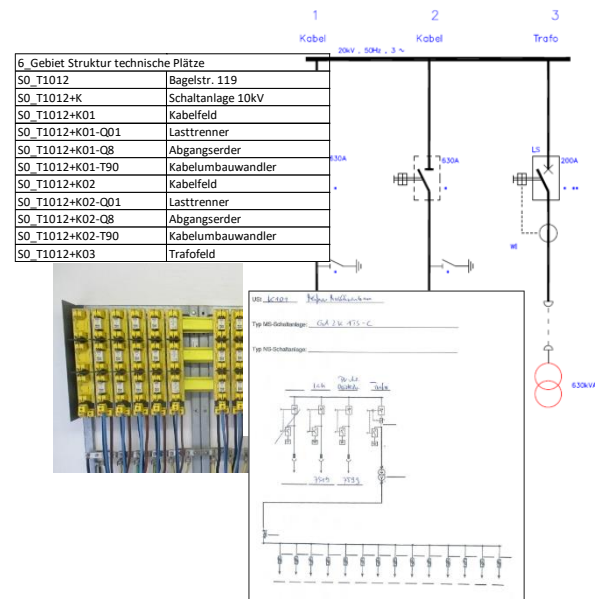 1 2 3
Kabel Kabel Trafo
20kV , 50Hz, 3 ~
6_Gebiet Struktur technische Plätze
S0_T1012 Bagelstr. 119
S0_T1012+K Schaltanlage 10kV
S0_T1012+K01 Kabelfeld
S0_T1012+K01-Q01 Lasttrenner
S0_T1012+K01-Q8 Abgangserder
S0_T1012+K01-T90 Kabelumbauwandler
S0_T1012+K02 Kabelfeld
S0_T1012+K02-Q01 Lasttrenner
S0_T1012+K02-Q8 Abgangserder
S0_T1012+K02-T90 Kabelumbauwandler
S0_T1012+K03 Trafofeld
630A 630A LS 200A
* * * **
630kVA
Typ MS-Schaltanlage:
Typ NS-Schaltanlage: